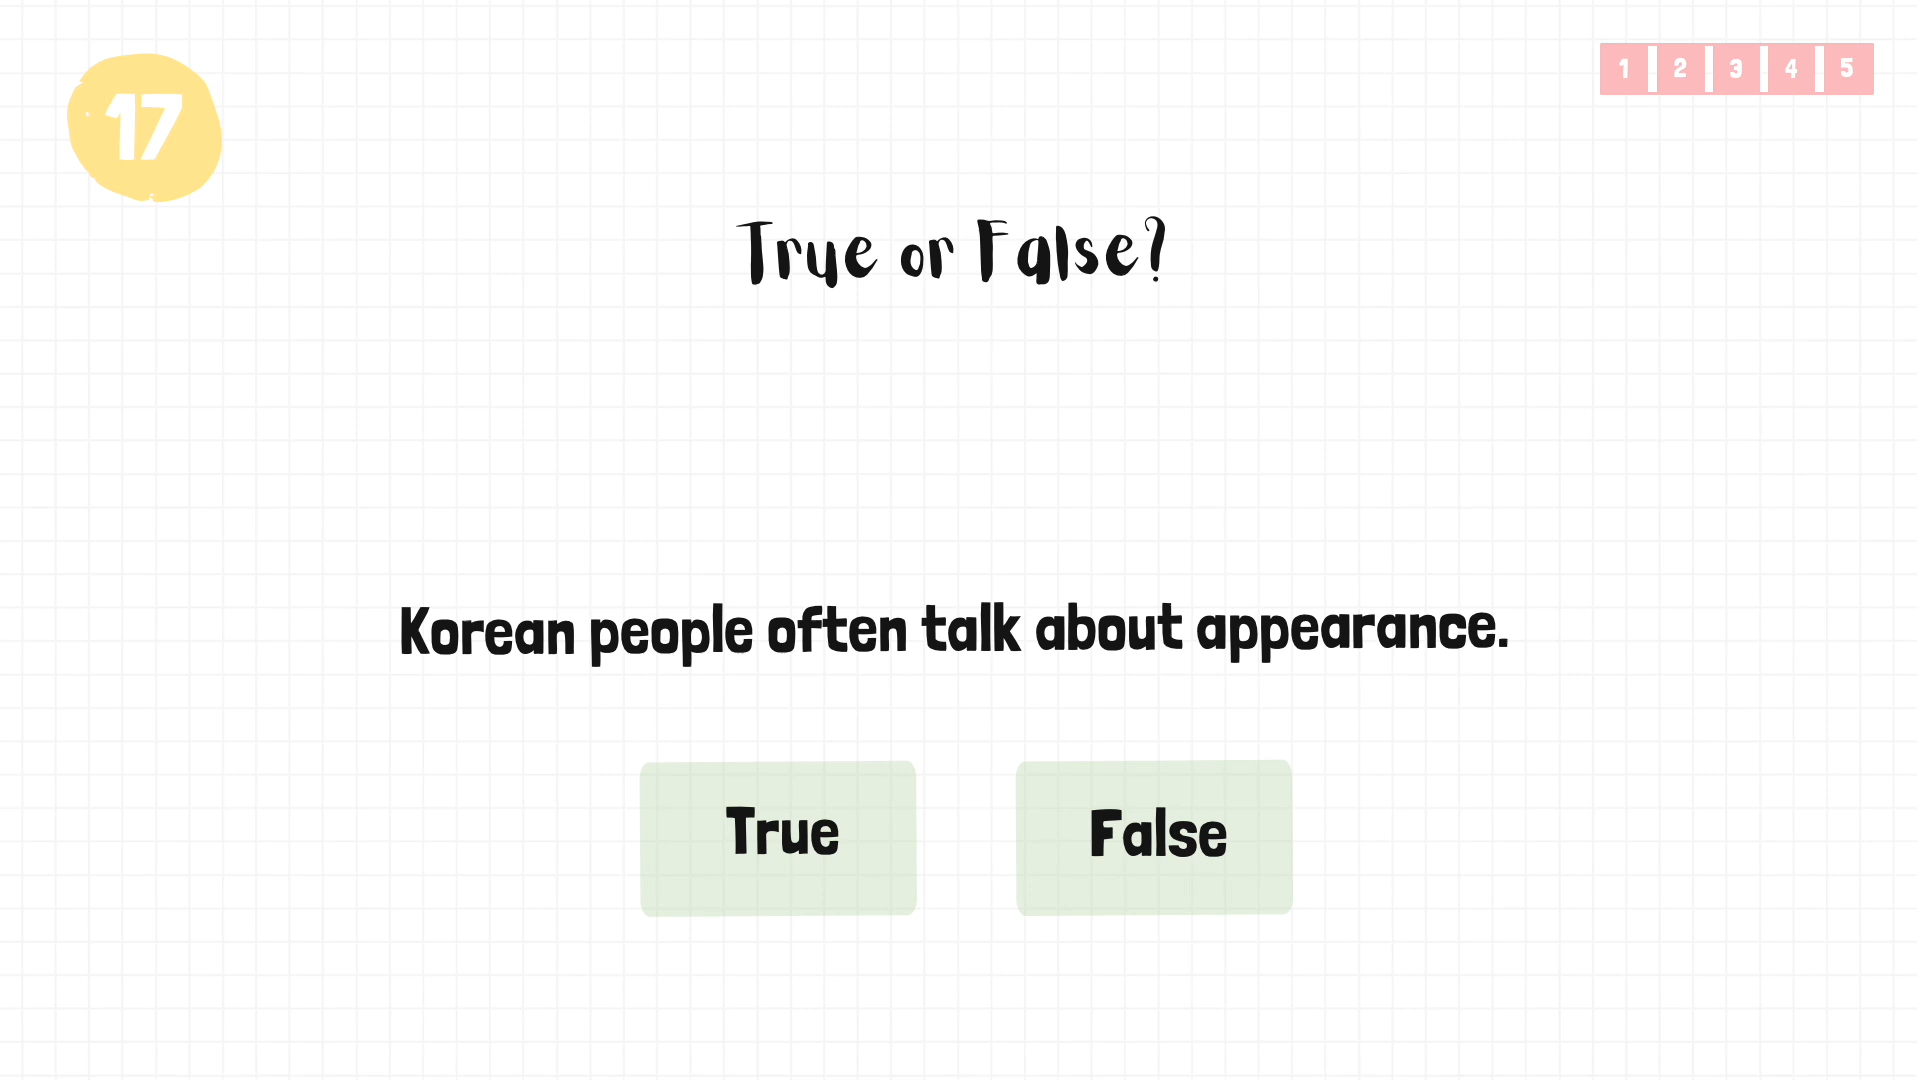 17
1 2 3 4 5
True or False?
Korean people often talk about appearance.
True
False